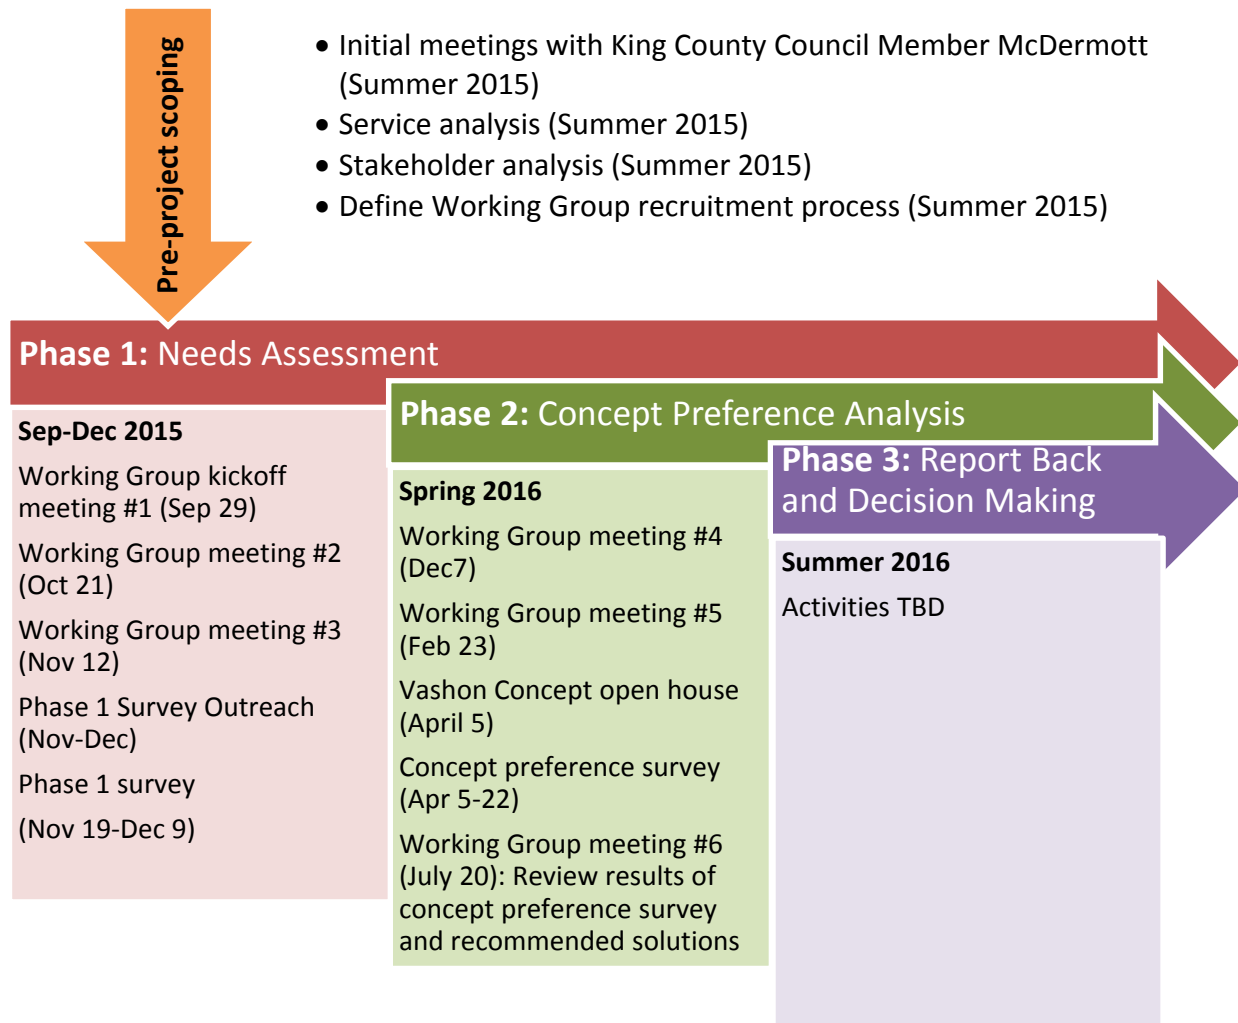 Pre-project scoping
• Initial meetings with King County Council Member McDermott
(Summer 2015)
• Service analysis (Summer 2015)
• Stakeholder analysis (Summer 2015)
• Define Working Group recruitment process (Summer 2015)
Phase 1: Needs Assessment
Sep-Dec 2015
Working Group kickoff
meeting #1 (Sep 29)
Working Group meeting #2
(Oct 21)
Working Group meeting #3
(Nov 12)
Phase 1 Survey Outreach
(Nov-Dec)
Phase 1 survey
(Nov 19-Dec 9)
Phase 2: Concept Preference Analysis
Spring 2016
Working Group meeting #4
(Dec7)
Working Group meeting #5
(Feb 23)
Vashon Concept open house
(April 5)
Concept preference survey
(Apr 5-22)
Working Group meeting #6
(July 20): Review results of
concept preference survey
and recommended solutions
Phase 3: Report Back
and Decision Making
Summer 2016
Activities TBD